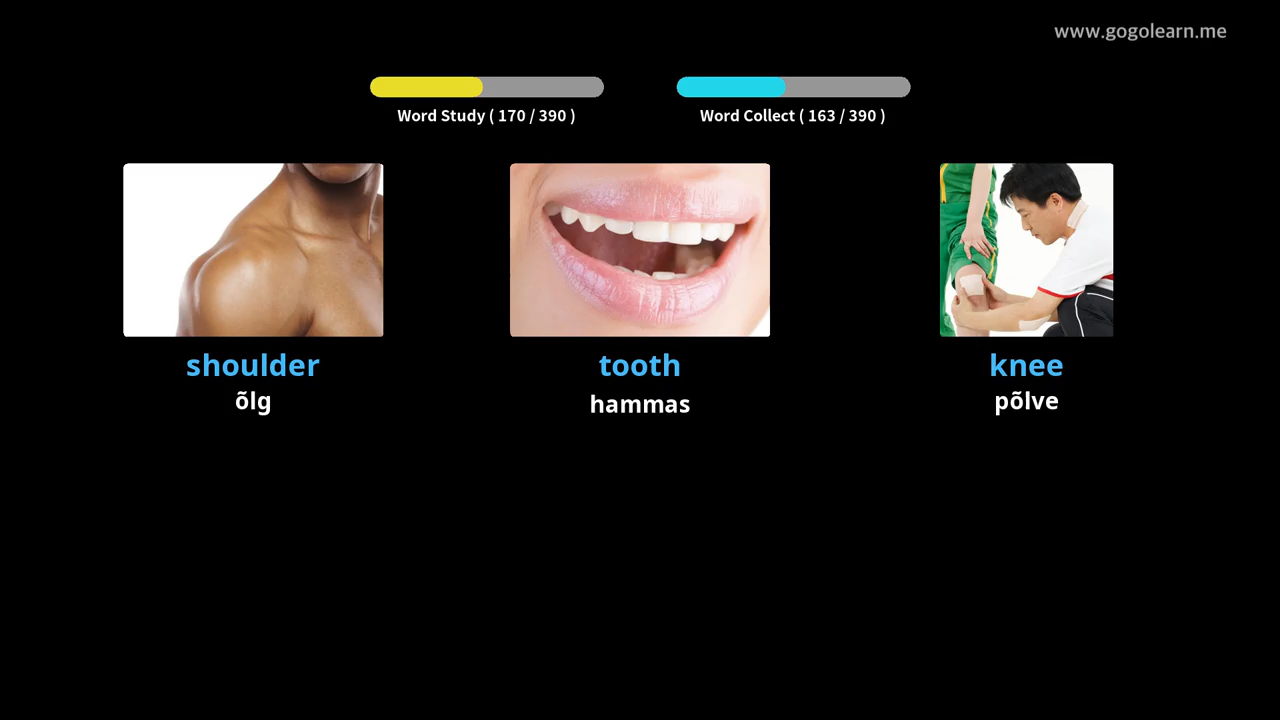 www.gogolearn.me
Word Study ( 170 / 390 )
Word Collect ( 163 / 390 )
shoulder
õlg
tooth
hammas
knee
põlve